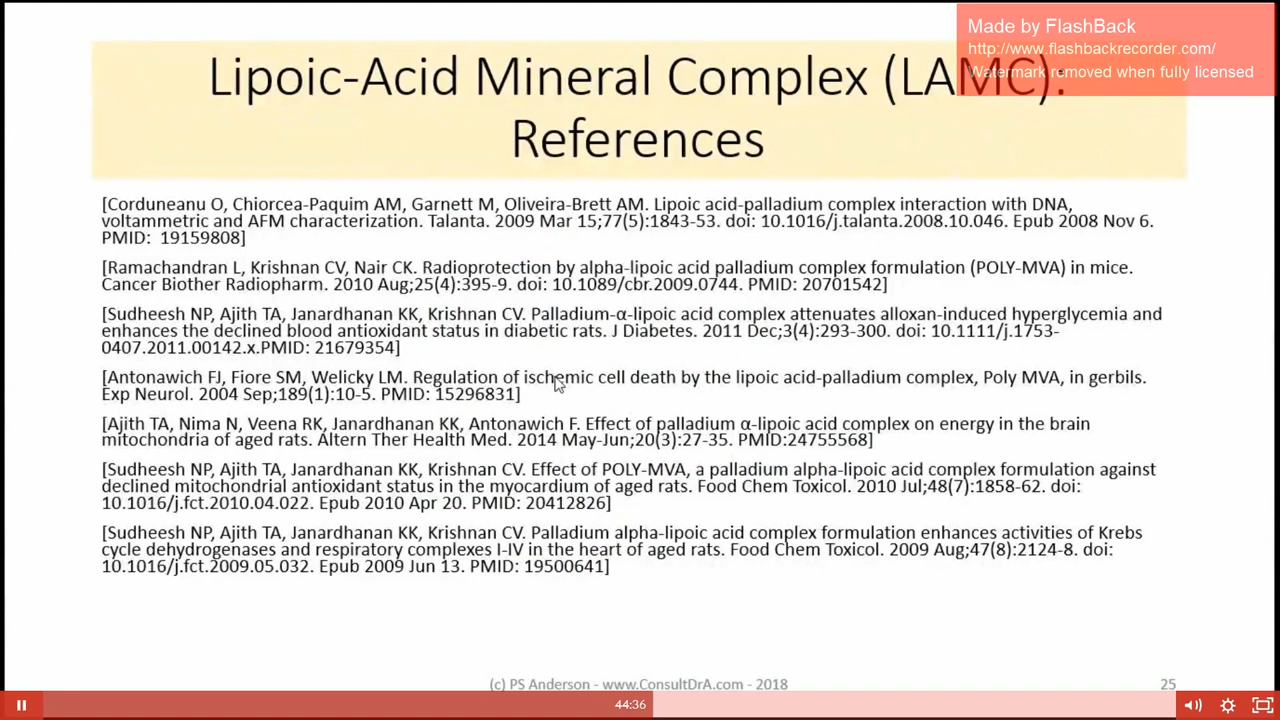 Made by FlashBack
http://www.flashbackrecorder.com/
Watermark removed when fully licensed
Lipoic-Acid Mineral Complex (LAMC):
References
[Corduneanu O, Chiorcea-Paquim AM, Garnett M, Oliveira-Brett AM. Lipoic acid-palladium complex interaction with DNA,
voltammetric and AFM characterization. Talanta. 2009 Mar 15;77(5):1843-53. doi: 10.1016/j.talanta.2008.10.046. Epub 2008 Nov 6.
PMID: 19159808]
[Ramachandran L, Krishnan CV, Nair CK. Radioprotection by alpha-lipoic acid palladium complex formulation (POLY-MVA) in mice.
Cancer Biother Radiopharm. 2010 Aug;25(4):395-9. doi: 10.1089/cbr.2009.0744. PMID: 20701542]
[Sudheesh NP, Ajith TA, Janardhanan KK, Krishnan CV. Palladium-α-lipoic acid complex attenuates alloxan-induced hyperglycemia and
enhances the declined blood antioxidant status in diabetic rats. J Diabetes. 2011 Dec;3(4):293-300. doi: 10.1111/j.1753-
0407.2011.00142.x.PMID: 21679354]
[Antonawich FJ, Fiore SM, Welicky LM. Regulation of ischemic cell death by the lipoic acid-palladium complex, Poly MVA, in gerbils.
Exp Neurol. 2004 Sep;189(1):10-5. PMID: 15296831]
[Ajith TA, Nima N, Veena RK, Janardhanan KK, Antonawich F. Effect of palladium α-lipoic acid complex on energy in the brain
mitochondria of aged rats. Altern Ther Health Med. 2014 May-Jun;20(3):27-35. PMID:24755568]
[Sudheesh NP, Ajith TA, Janardhanan KK, Krishnan CV. Effect of POLY-MVA, a palladium alpha-lipoic acid complex formulation against
declined mitochondrial antioxidant status in the myocardium of aged rats. Food Chem Toxicol. 2010 Jul;48(7):1858-62. doi:
10.1016/j.fct.2010.04.022. Epub 2010 Apr 20. PMID: 20412826]
[Sudheesh NP, Ajith TA, Janardhanan KK, Krishnan CV. Palladium alpha-lipoic acid complex formulation enhances activities of Krebs
cycle dehydrogenases and respiratory complexes I-IV in the heart of aged rats. Food Chem Toxicol. 2009 Aug;47(8):2124-8. doi:
10.1016/j.fct.2009.05.032. Epub 2009 Jun 13. PMID: 19500641]
(c) PS Anderson - www.ConsultDrA.com - 2018
25
44:36